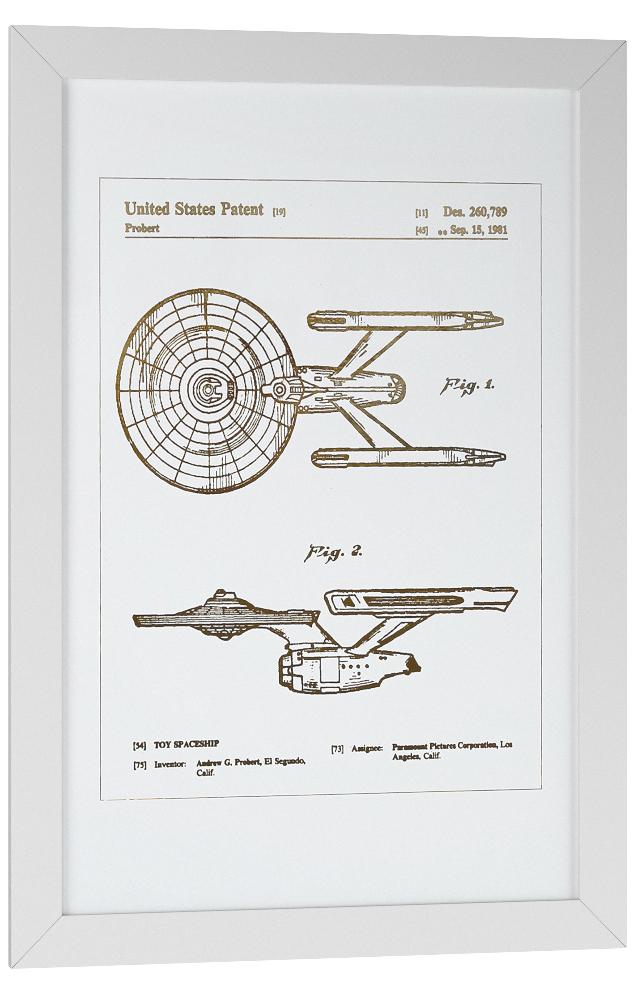 United States Patent [19]
[11] Des. 260,789
Probert
[45] ** Sep. 15, 1981
Fig. 1.
Fig. 2.
[54] TOY SPACESHIP
[75] Inventor: Andrew G. Probert, El Segundo,
Calif.
[73] Assignee: Paramount Pictures Corporation, Los
Angeles, Calif.